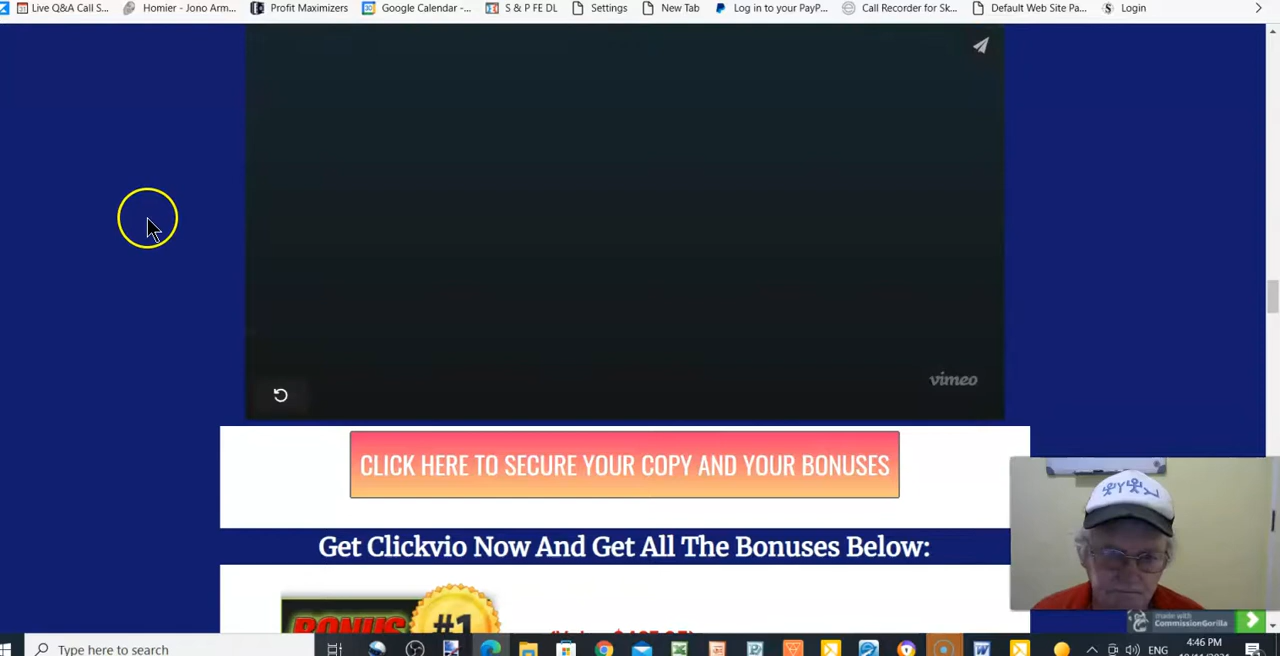 Live Q&A Call S...
Homier - Jono Arm...
Profit Maximizers
Google Calendar -...
S & P FE DL
Settings
New Tab
Log in to your PayP...
Call Recorder for Sk...
Default Web Site Pa...
Login
vimeo
CLICK HERE TO SECURE YOUR COPY AND YOUR BONUSES
Get Clickvio Now And Get All The Bonuses Below:
BONUS
#1
made with
CommissionGorilla
Type here to search
ENG
4:46 PM